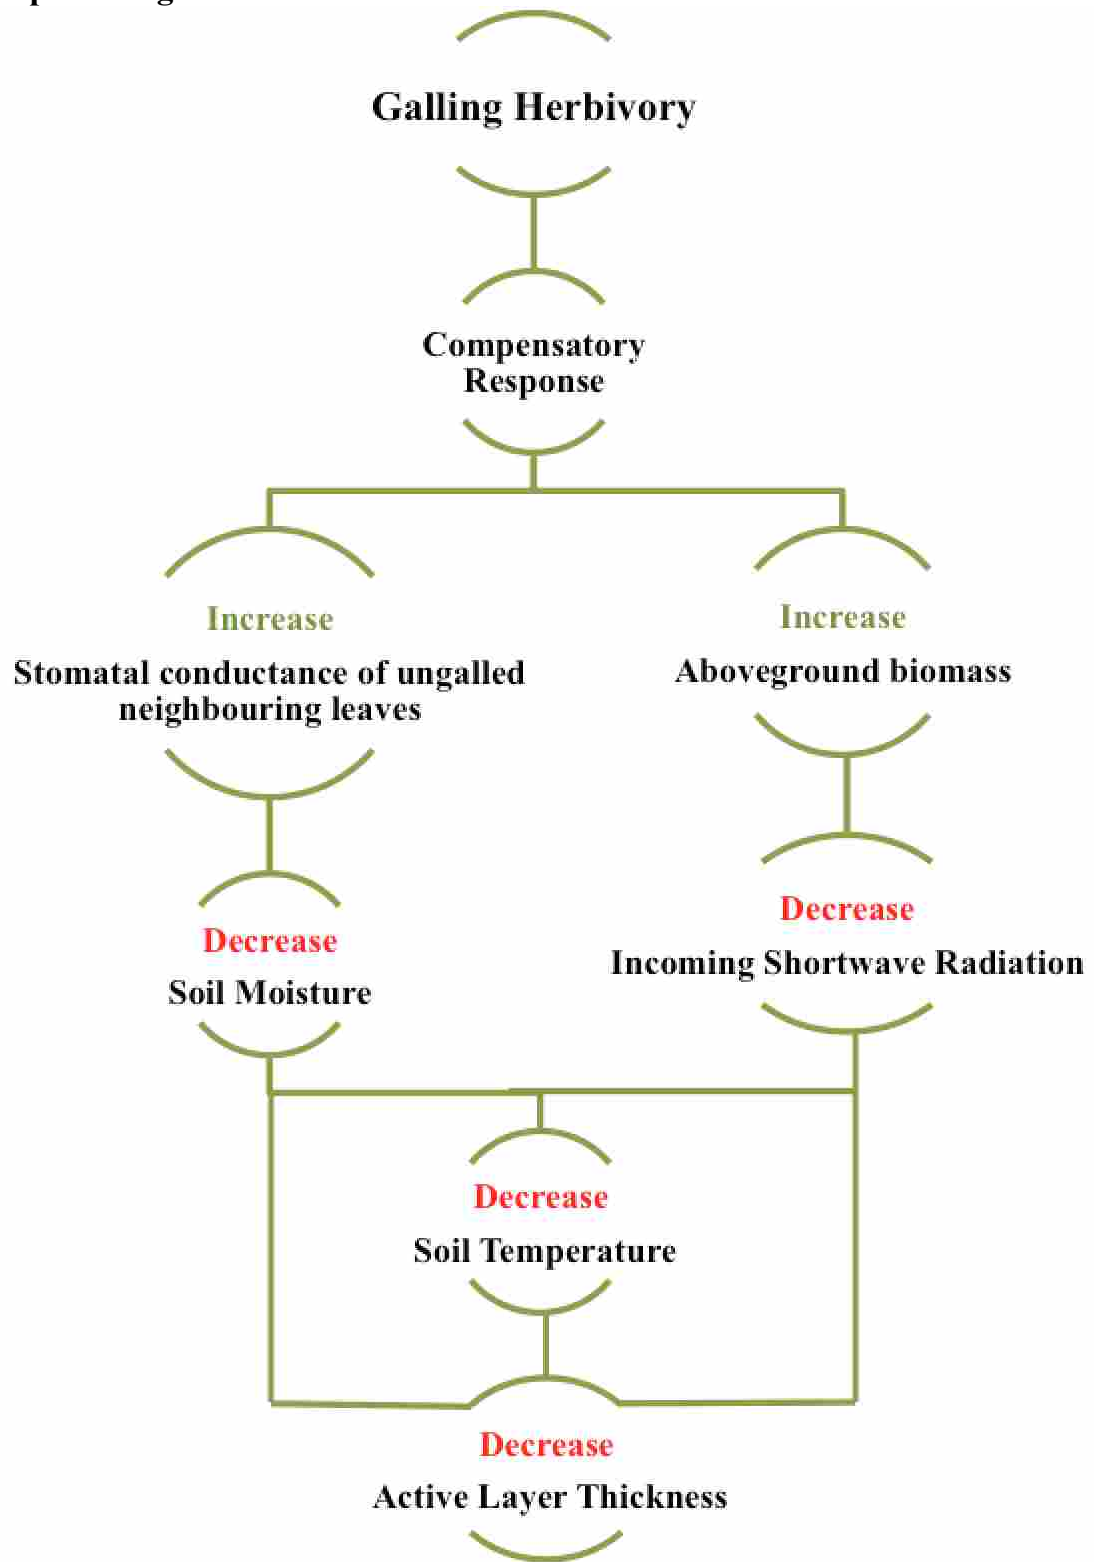 Galling Herbivory
Compensatory
Response
Increase
Stomatal conductance of ungalled
neighbouring leaves
Increase
Aboveground biomass
Decrease
Soil Moisture
Decrease
Incoming Shortwave Radiation
Decrease
Soil Temperature
Decrease
Active Layer Thickness